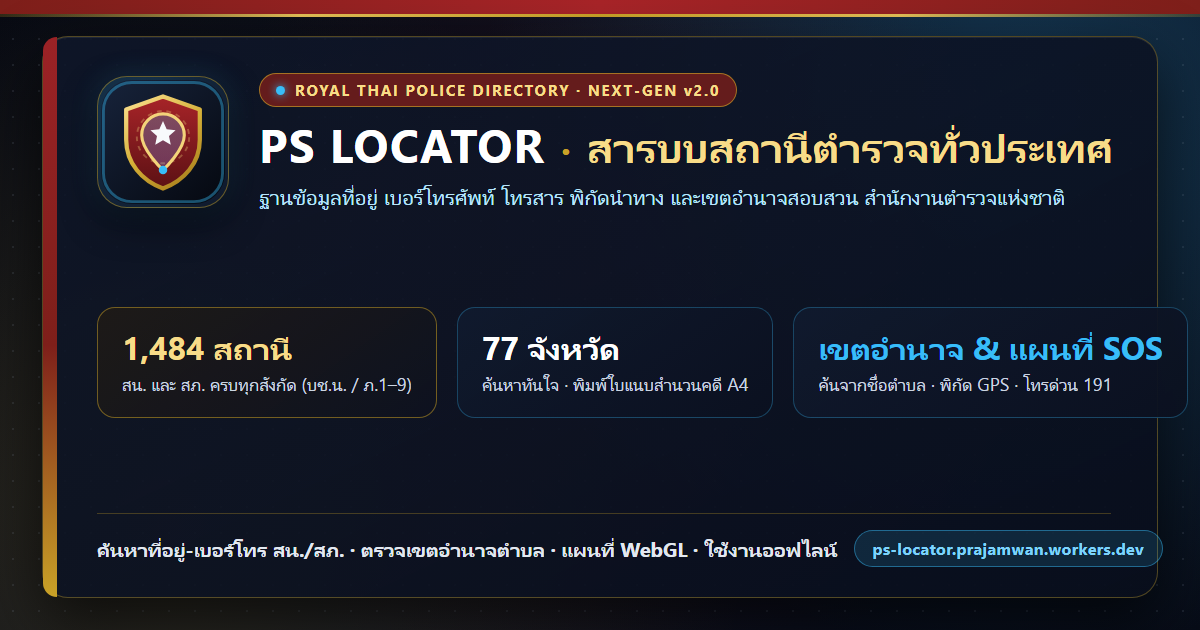 ROYAL THAI POLICE DIRECTORY · NEXT-GEN v2.0
PS LOCATOR · สารบบสถานีตำรวจทั่วประเทศ
ฐานข้อมูลที่อยู่ เบอร์โทรศัพท์ โทรสาร พิกัดนำทาง และเขตอำนาจสอบสวน สำนักงานตำรวจแห่งชาติ
1,484 สถานี
สน. และ สภ. ครบทุกสังกัด (บช.น. / ภ.1–9)
77 จังหวัด
ค้นหาทันใจ · พิมพ์ใบแนบสำนวนคดี A4
เขตอำนาจ & แผนที่ SOS
ค้นจากชื่อตำบล · พิกัด GPS · โทรด่วน 191
ค้นหาที่อยู่-เบอร์โทร สน./สภ. · ตรวจเขตอำนาจตำบล · แผนที่ WebGL · ใช้งานออฟไลน์
ps-locator.prajamwan.workers.dev